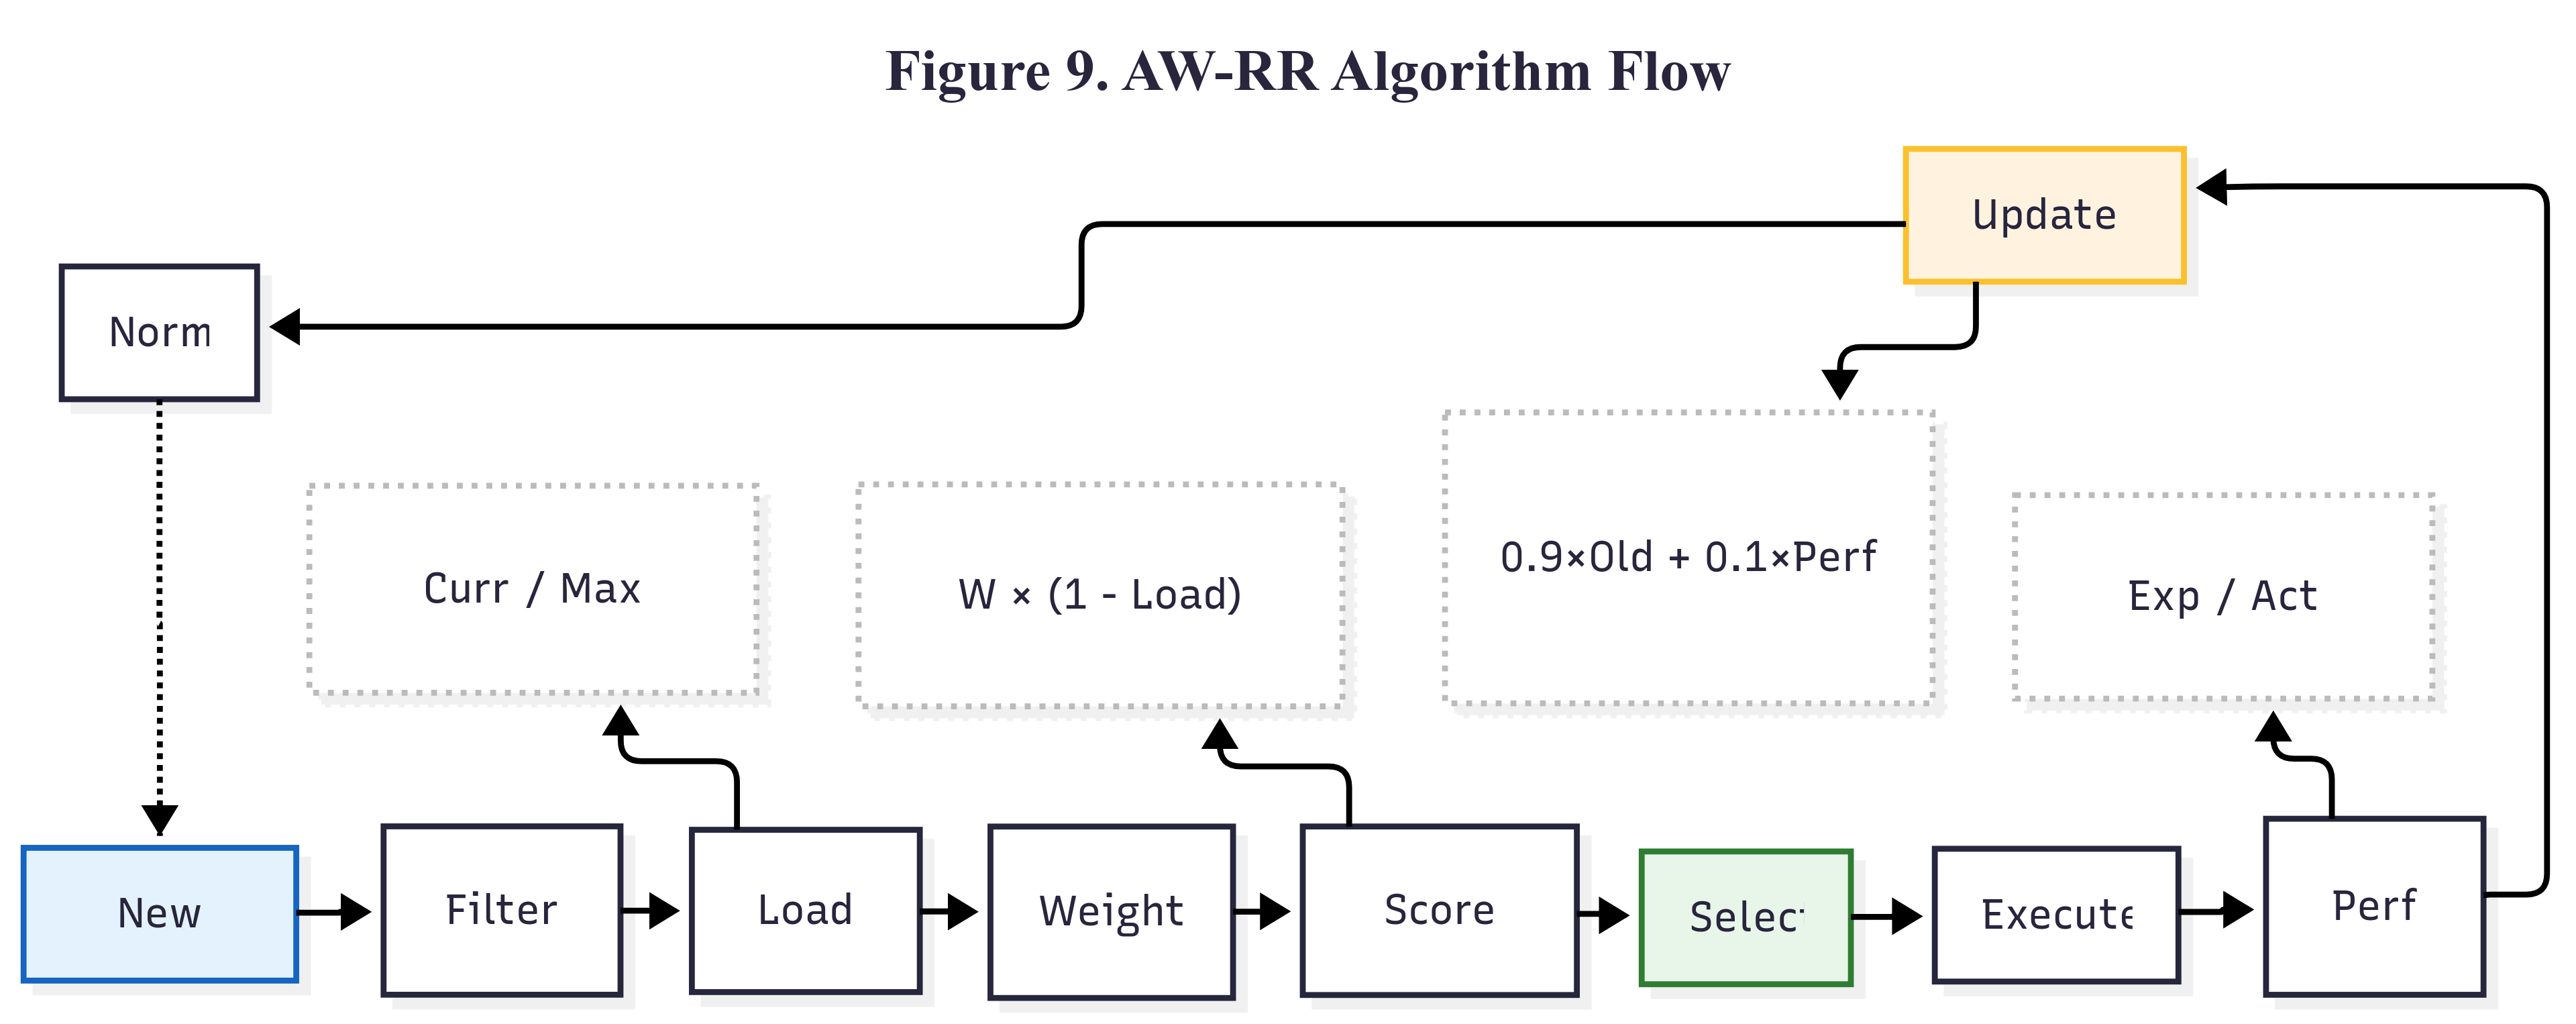 Figure 9. AW-RR Algorithm Flow
Update
Norm
0.9×Old + 0.1×Perf
Curr / Max
W × (1 - Load)
Exp / Act
New
Filter
Load
Weight
Score
Select
Execute
Perf